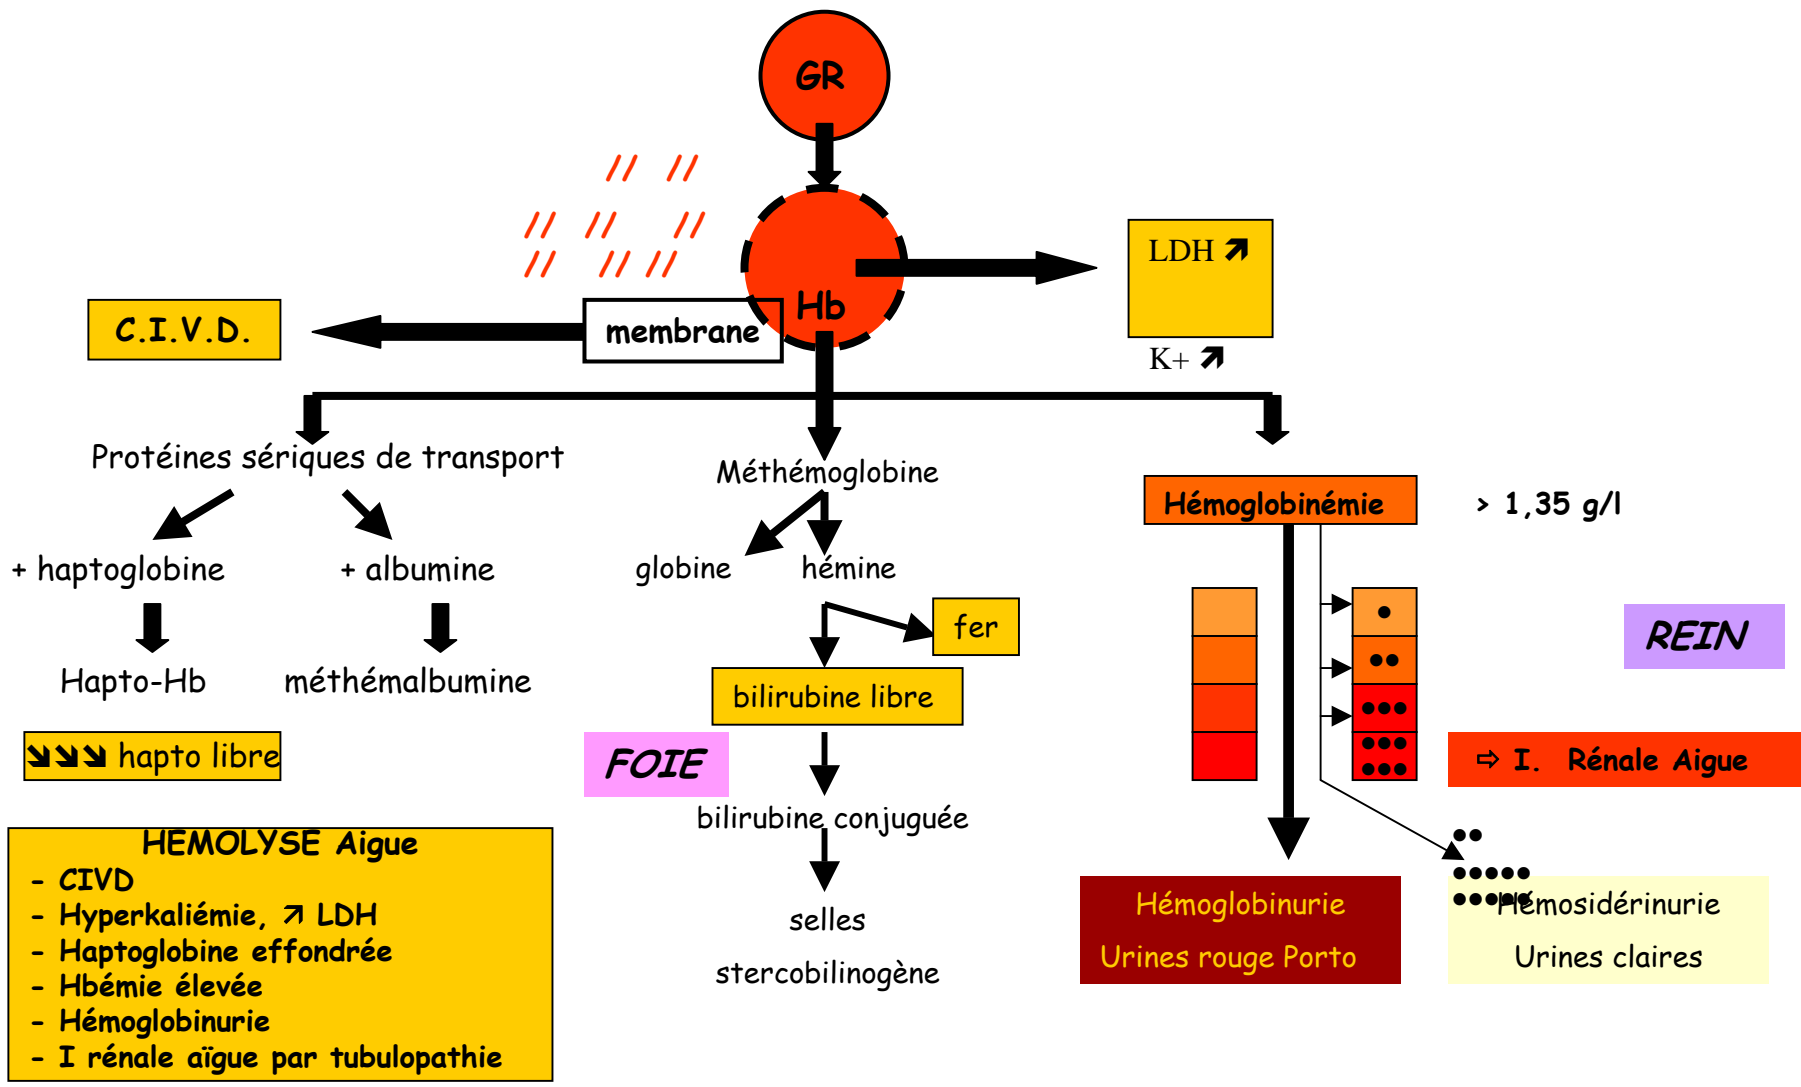 GR
Hb
LDH ↗
K+ ↗
membrane
C.I.V.D.
Protéines sériques de transport
+ haptoglobine
+ albumine
Hapto-Hb
méthémalbumine
↘↘↘ hapto libre
Méthémoglobine
globine
hémine
fer
bilirubine libre
FOIE
bilirubine conjuguée
selles
stercobilinogène
Hémoglobinémie
> 1,35 g/l
REIN
⇨ I. Rénale Aigue
Hémoglobinurie
Urines rouge Porto
Hémosidérinurie
Urines claires
HEMOLYSE Aigue
- CIVD
- Hyperkaliémie, ↗ LDH
- Haptoglobine effondrée
- Hbémie élevée
- Hémoglobinurie
- I rénale aïgue par tubulopathie